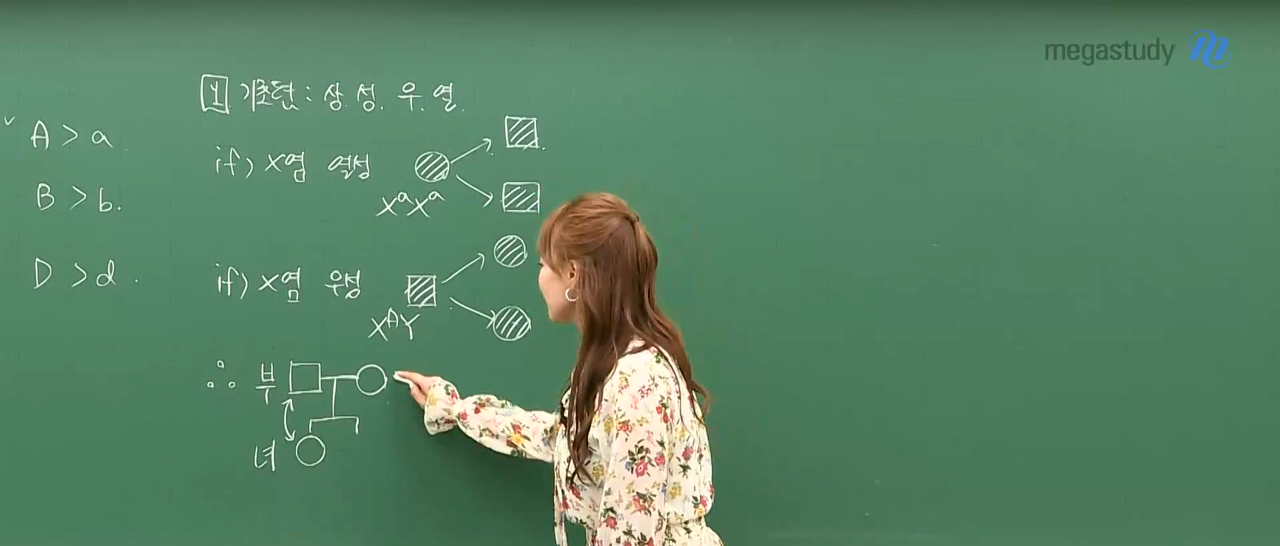 megastudy
1 기초턴 : 상. 성. 우. 열.
A > a
B > b.
D > d.
if) X염 열성
XᵃXᵃ
if) X염 우성
XᴬY
∴ 부
녀